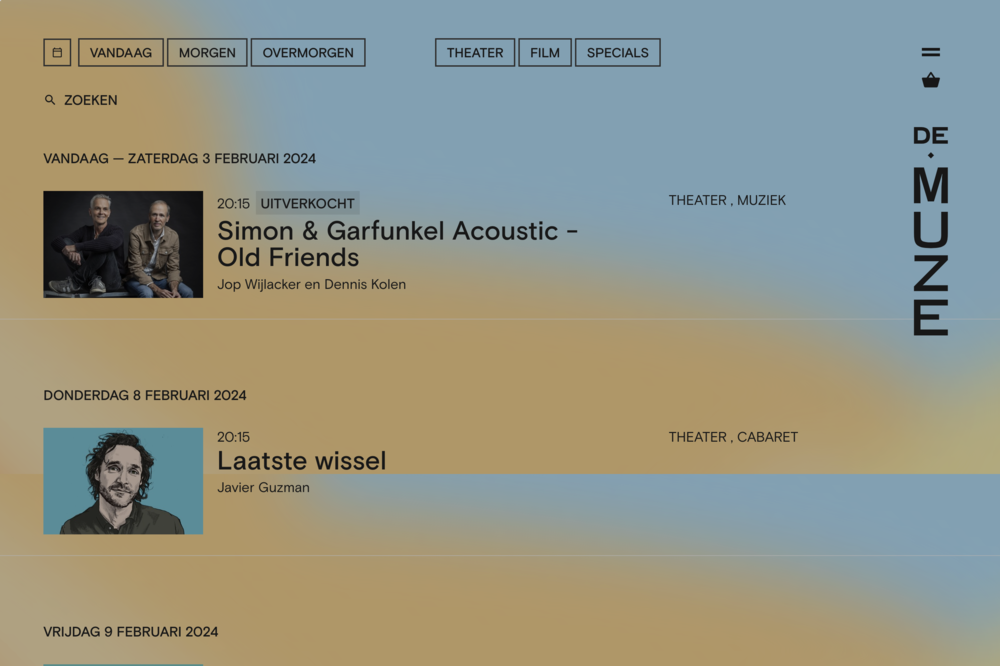 VANDAAG MORGEN OVERMORGEN THEATER FILM SPECIALS
ZOEKEN
DE
MUZE
VANDAAG — ZATERDAG 3 FEBRUARI 2024
20:15 UITVERKOCHT
THEATER , MUZIEK
Simon & Garfunkel Acoustic -
Old Friends
Jop Wijlacker en Dennis Kolen
DONDERDAG 8 FEBRUARI 2024
20:15
THEATER , CABARET
Laatste wissel
Javier Guzman
VRIJDAG 9 FEBRUARI 2024